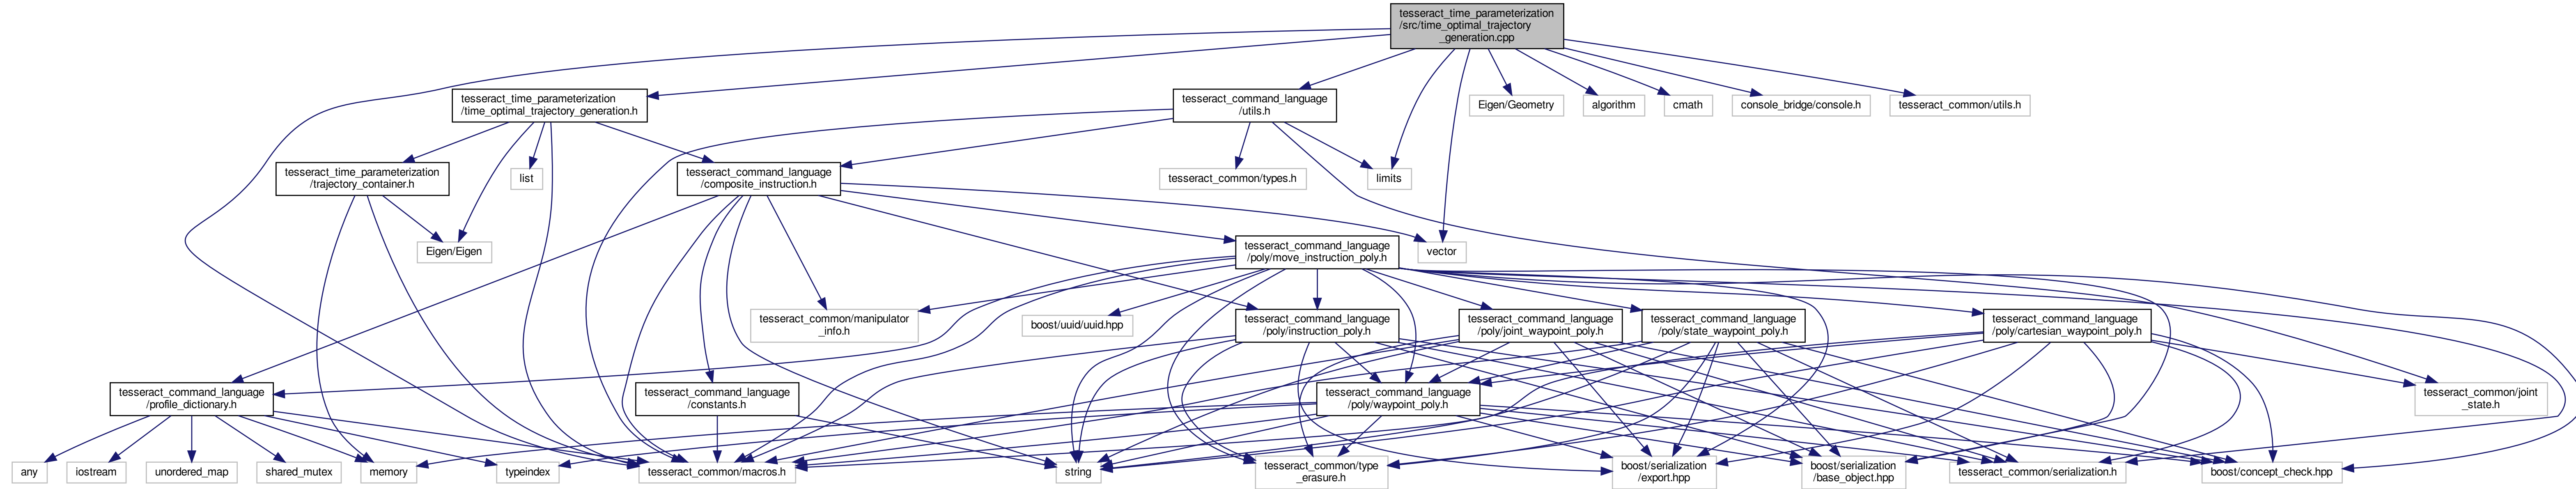 tesseract_time_parameterization
/src/time_optimal_trajectory
_generation.cpp
tesseract_time_parameterization
/time_optimal_trajectory_generation.h
tesseract_command_language
/utils.h
Eigen/Geometry
algorithm
cmath
console_bridge/console.h
tesseract_common/utils.h
tesseract_time_parameterization
/trajectory_container.h
list
tesseract_command_language
/composite_instruction.h
tesseract_common/types.h
limits
Eigen/Eigen
tesseract_command_language
/poly/move_instruction_poly.h
vector
tesseract_common/manipulator
_info.h
boost/uuid/uuid.hpp
tesseract_command_language
/poly/instruction_poly.h
tesseract_command_language
/poly/joint_waypoint_poly.h
tesseract_command_language
/poly/state_waypoint_poly.h
tesseract_command_language
/poly/cartesian_waypoint_poly.h
tesseract_command_language
/profile_dictionary.h
tesseract_command_language
/constants.h
tesseract_command_language
/poly/waypoint_poly.h
tesseract_common/joint
_state.h
any
iostream
unordered_map
shared_mutex
memory
typeindex
tesseract_common/macros.h
string
tesseract_common/type
_erasure.h
boost/serialization
/export.hpp
boost/serialization
/base_object.hpp
tesseract_common/serialization.h
boost/concept_check.hpp